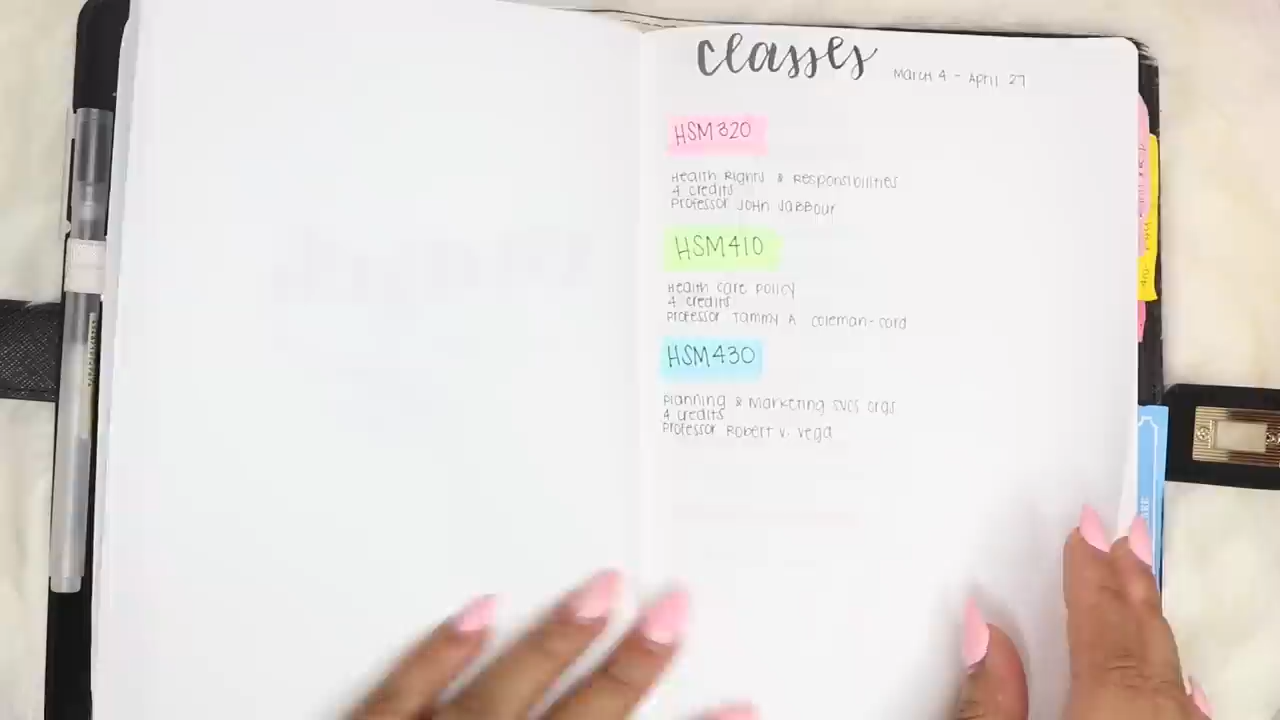 classes
March 4 - April 27
HSM320
Health Rights & Responsibilities
4 credits
Professor John Jabbour
HSM410
Health Care Policy
4 credits
Professor Tammy A. Coleman-Cord
HSM430
Planning & Marketing svcs orgs
4 credits
Professor Robert V. Vega